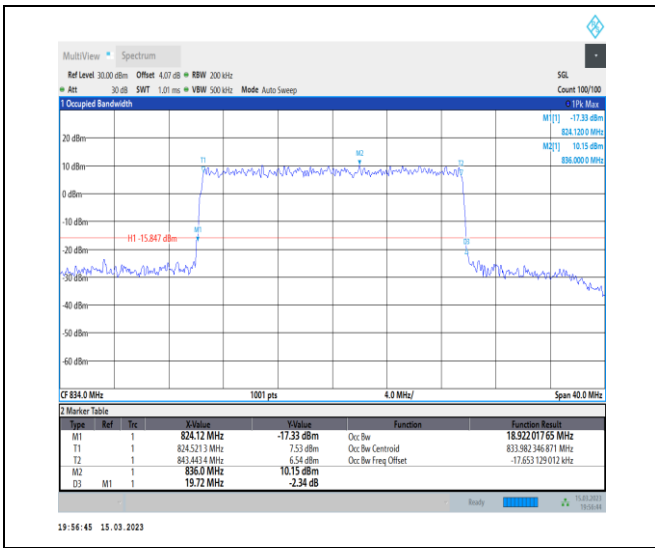 MultiView Spectrum
Ref Level 30.00 dBm Offset 4.07 dB RBW 200 kHz SGL
Att 30 dB SWT 1.01 ms VBW 500 kHz Mode Auto Sweep Count 100/100
1 Occupied Bandwidth 1Pk Max
M1[1] -17.33 dBm
824.120 0 MHz
M2[1] 10.15 dBm
836.000 0 MHz
20 dBm
M2
T1 T2
10 dBm
0 dBm
-10 dBm
M1
H1 -15.847 dBm
D3
-20 dBm
-30 dBm
-40 dBm
-50 dBm
-60 dBm
CF 834.0 MHz 1001 pts 4.0 MHz/ Span 40.0 MHz
2 Marker Table
Type Ref Trc X-Value Y-Value Function Function Result
M1 1 824.12 MHz -17.33 dBm Occ Bw 18.922 017 65 MHz
T1 1 824.521 3 MHz 7.53 dBm Occ Bw Centroid 833.982 346 871 MHz
T2 1 843.443 4 MHz 6.54 dBm Occ Bw Freq Offset -17.653 129 012 kHz
M2 1 836.0 MHz 10.15 dBm
D3 M1 1 19.72 MHz -2.34 dB
Ready 15.03.2023
19:56:44
19:56:45 15.03.2023